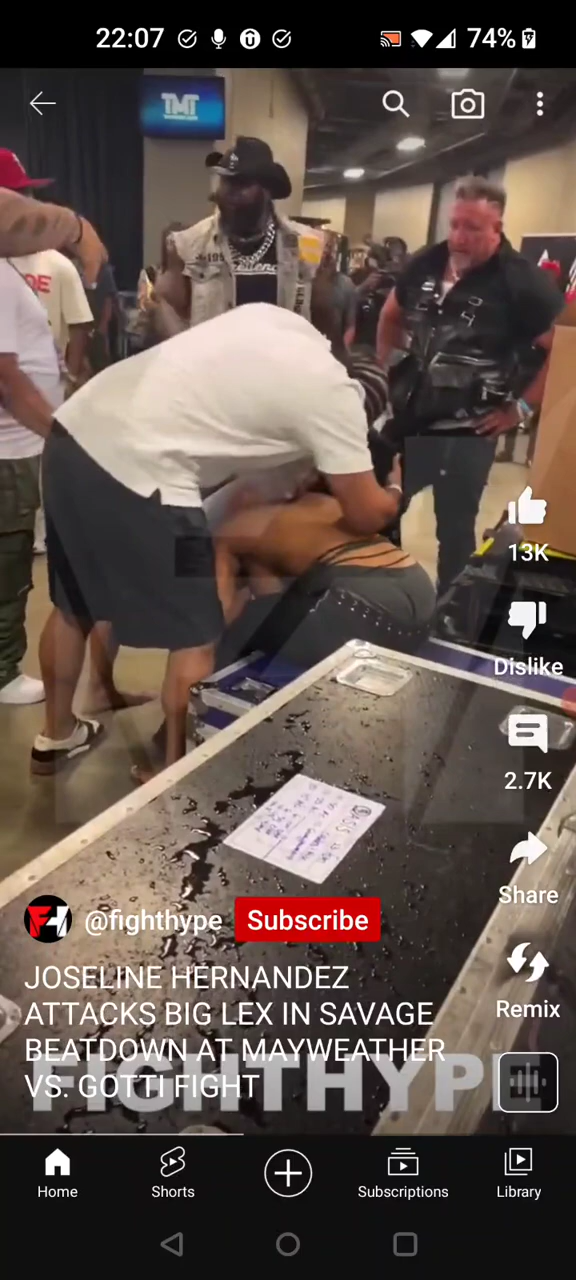 22:07
74%
TMT
13K
Dislike
2.7K
Share
@fighthype
Subscribe
JOSELINE HERNANDEZ
ATTACKS BIG LEX IN SAVAGE
BEATDOWN AT MAYWEATHER
VS. GOTTI FIGHT
FIGHTHYPE
Remix
Home
Shorts
Subscriptions
Library